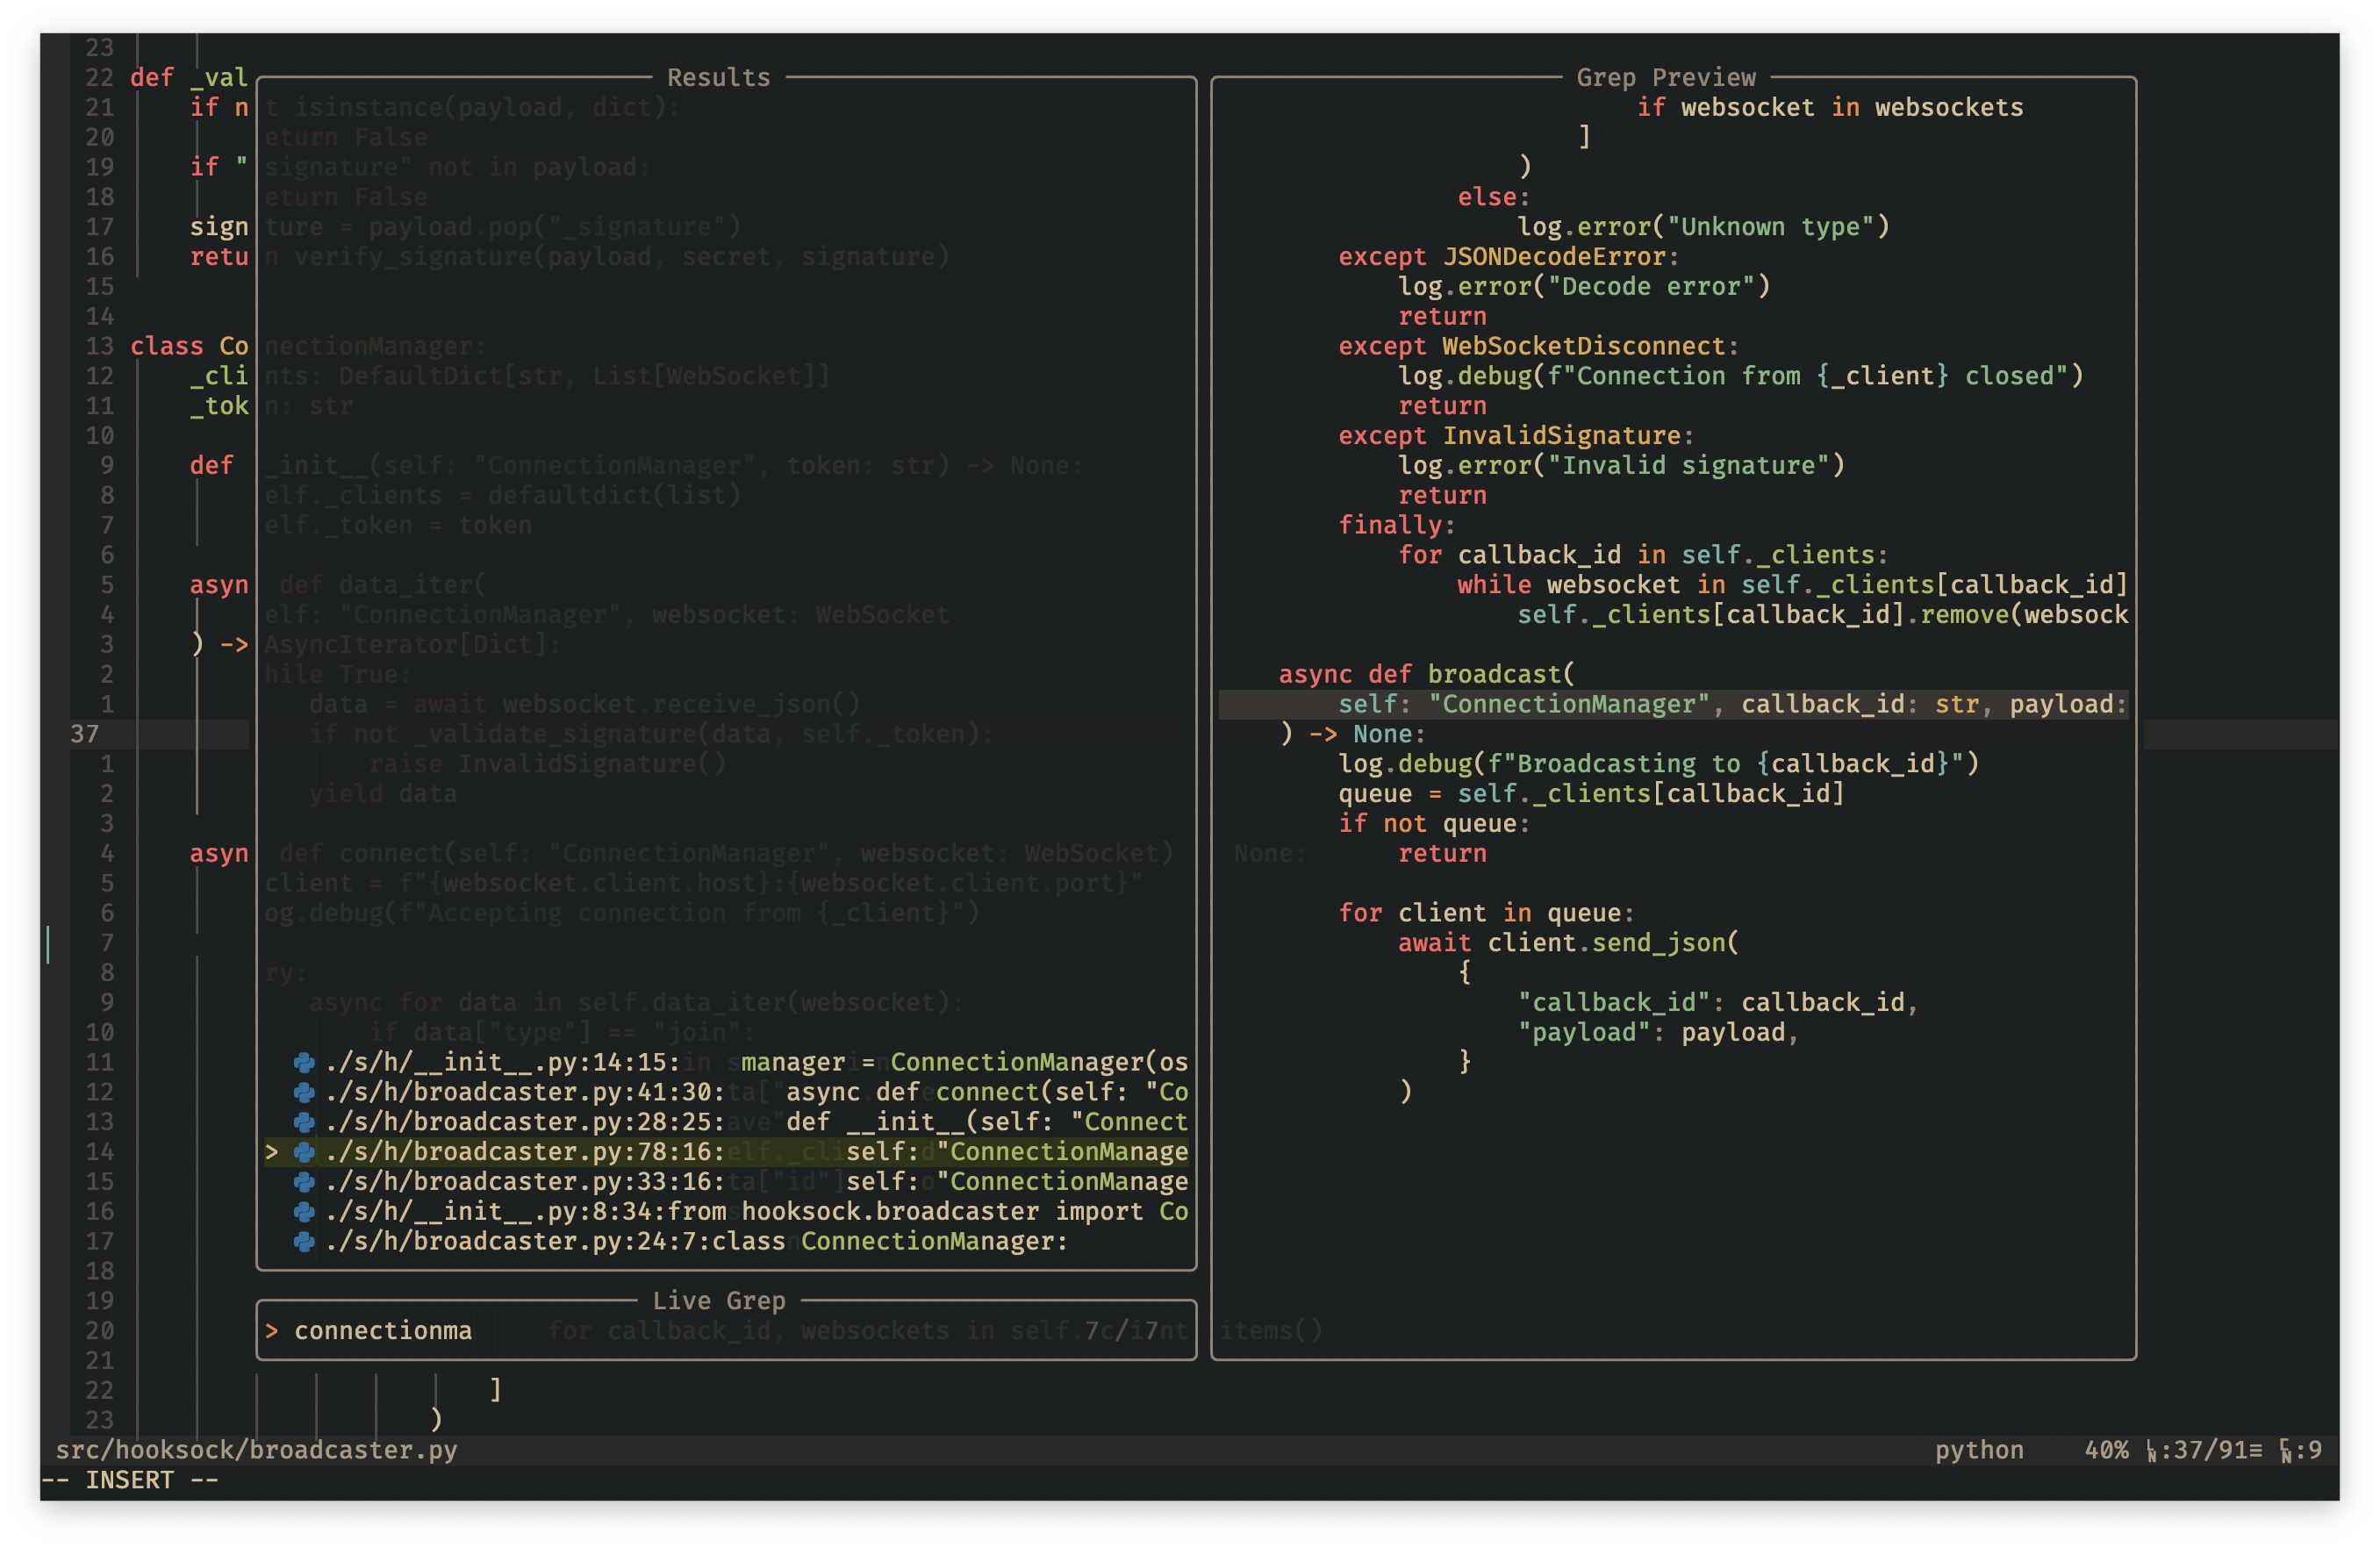 23
22 def _val
Results
21 if n t isinstance(payload, dict):
20 eturn False
19 if " signature" not in payload:
18 eturn False
17 sign ture = payload.pop("_signature")
16 retu n verify_signature(payload, secret, signature)
15
14
13 class Co nectionManager:
12 _cli nts: DefaultDict[str, List[WebSocket]]
11 _tok n: str
10
9 def _init__(self: "ConnectionManager", token: str) -> None:
8 elf._clients = defaultdict(list)
7 elf._token = token
6
5 asyn def data_iter(
4 elf: "ConnectionManager", websocket: WebSocket
3 ) -> AsyncIterator[Dict]:
2 hile True:
1 data = await websocket.receive_json()
37 if not _validate_signature(data, self._token):
1 raise InvalidSignature()
2 yield data
3
4 asyn def connect(self: "ConnectionManager", websocket: WebSocket) None:
5 client = f"{websocket.client.host}:{websocket.client.port}"
6 og.debug(f"Accepting connection from {_client}")
7
8 ry:
9 async for data in self.data_iter(websocket):
10 if data["type"] == "join":
11 ./s/h/__init__.py:14:15: manager = ConnectionManager(os
12 ./s/h/broadcaster.py:41:30: async def connect(self: "Co
13 ./s/h/broadcaster.py:28:25: def __init__(self: "Connect
14 > ./s/h/broadcaster.py:78:16: self: "ConnectionManage
15 ./s/h/broadcaster.py:33:16: self: "ConnectionManage
16 ./s/h/__init__.py:8:34:from hooksock.broadcaster import Co
17 ./s/h/broadcaster.py:24:7:class ConnectionManager:
18
19 Live Grep
20 > connectionma for callback_id, websockets in self. 7 / 7 items()
21
22 ]
23 )
Grep Preview
if websocket in websockets
]
)
else:
log.error("Unknown type")
except JSONDecodeError:
log.error("Decode error")
return
except WebSocketDisconnect:
log.debug(f"Connection from {_client} closed")
return
except InvalidSignature:
log.error("Invalid signature")
return
finally:
for callback_id in self._clients:
while websocket in self._clients[callback_id]
self._clients[callback_id].remove(websock
async def broadcast(
self: "ConnectionManager", callback_id: str, payload:
) -> None:
log.debug(f"Broadcasting to {callback_id}")
queue = self._clients[callback_id]
if not queue:
return
for client in queue:
await client.send_json(
{
"callback_id": callback_id,
"payload": payload,
}
)
src/hooksock/broadcaster.py python 40% LN:37/91≡ CN:9
-- INSERT --